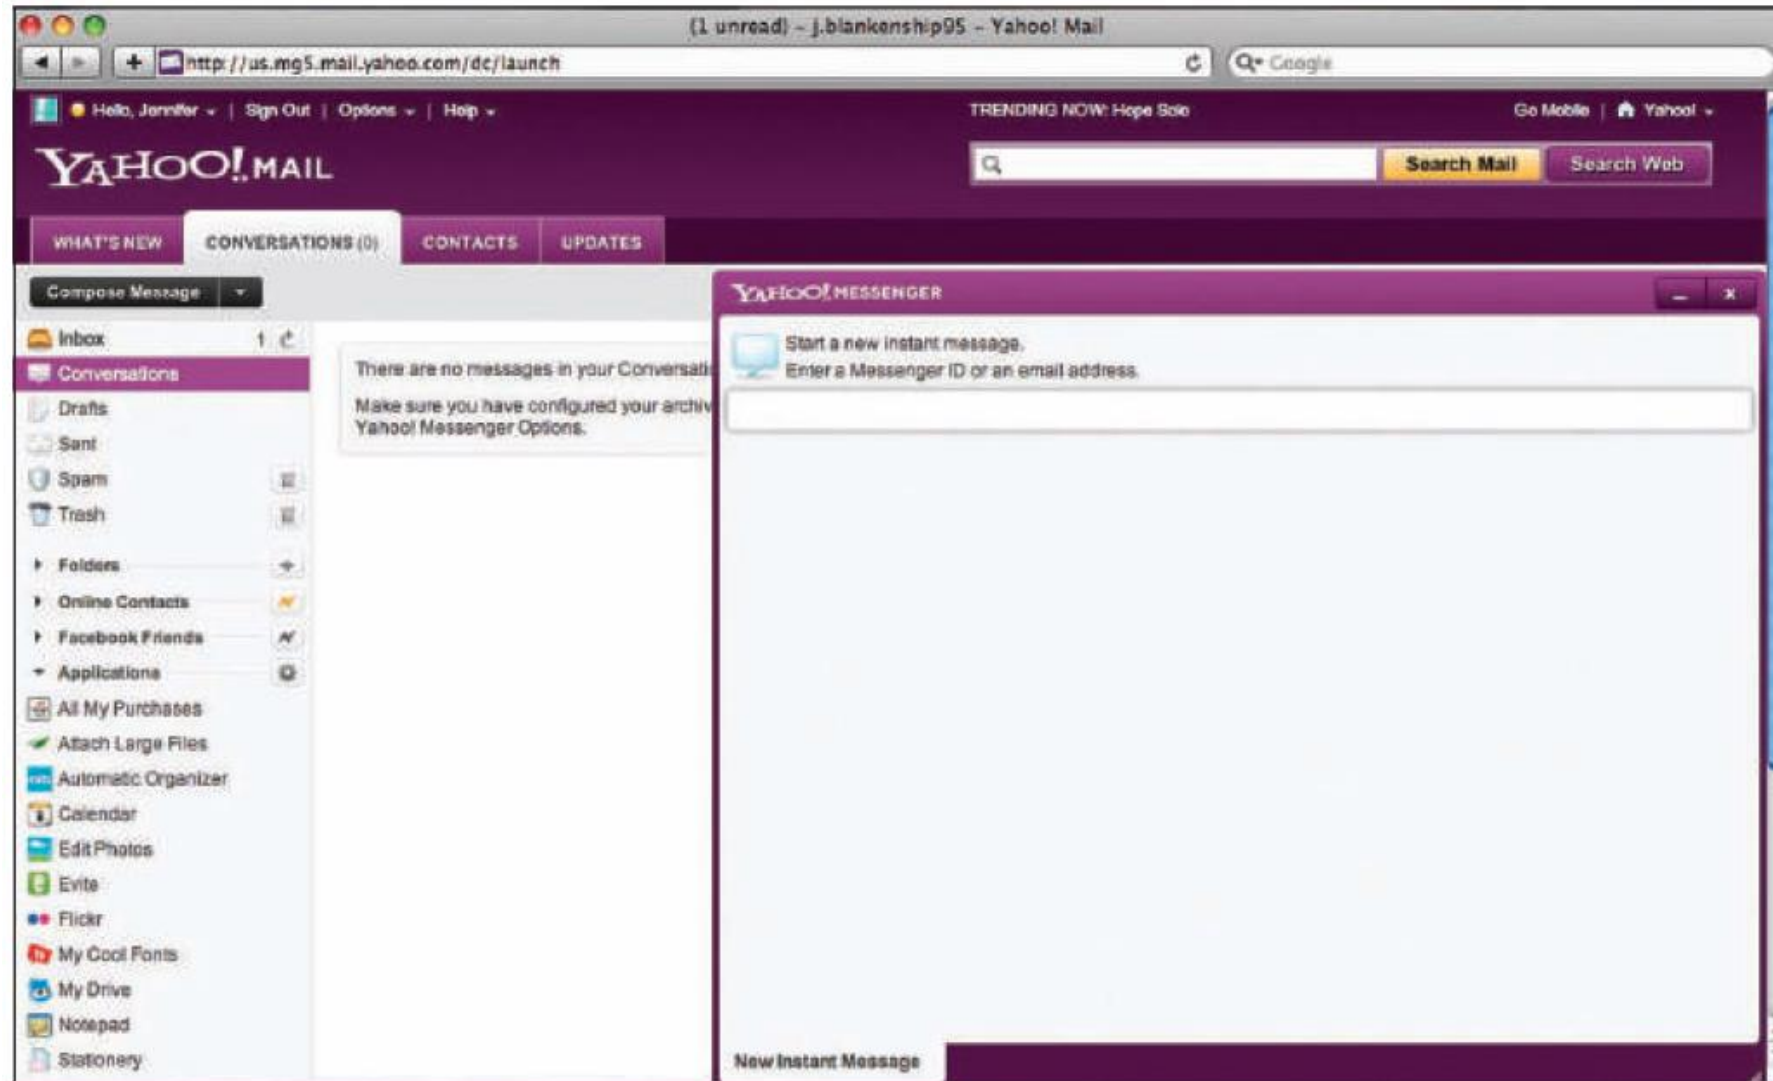 (1 unread) – j.blankenship95 – Yahoo! Mail
http://us.mg5.mail.yahoo.com/dc/launch
Google
Hello, Jennifer | Sign Out | Options | Help
TRENDING NOW: Hope Solo
Go Mobile | Yahoo!
YAHOO! MAIL
Search Mail
Search Web
WHAT'S NEW
CONVERSATIONS (0)
CONTACTS
UPDATES
Compose Message
Inbox 1
Conversations
Drafts
Sent
Spam
Trash
Folders
Online Contacts
Facebook Friends
Applications
All My Purchases
Attach Large Files
Automatic Organizer
Calendar
Edit Photos
Evite
Flickr
My Cool Fonts
My Drive
Notepad
Stationery
There are no messages in your Conversati
Make sure you have configured your archiv
Yahoo! Messenger Options.
YAHOO! MESSENGER
Start a new instant message.
Enter a Messenger ID or an email address.
New Instant Message